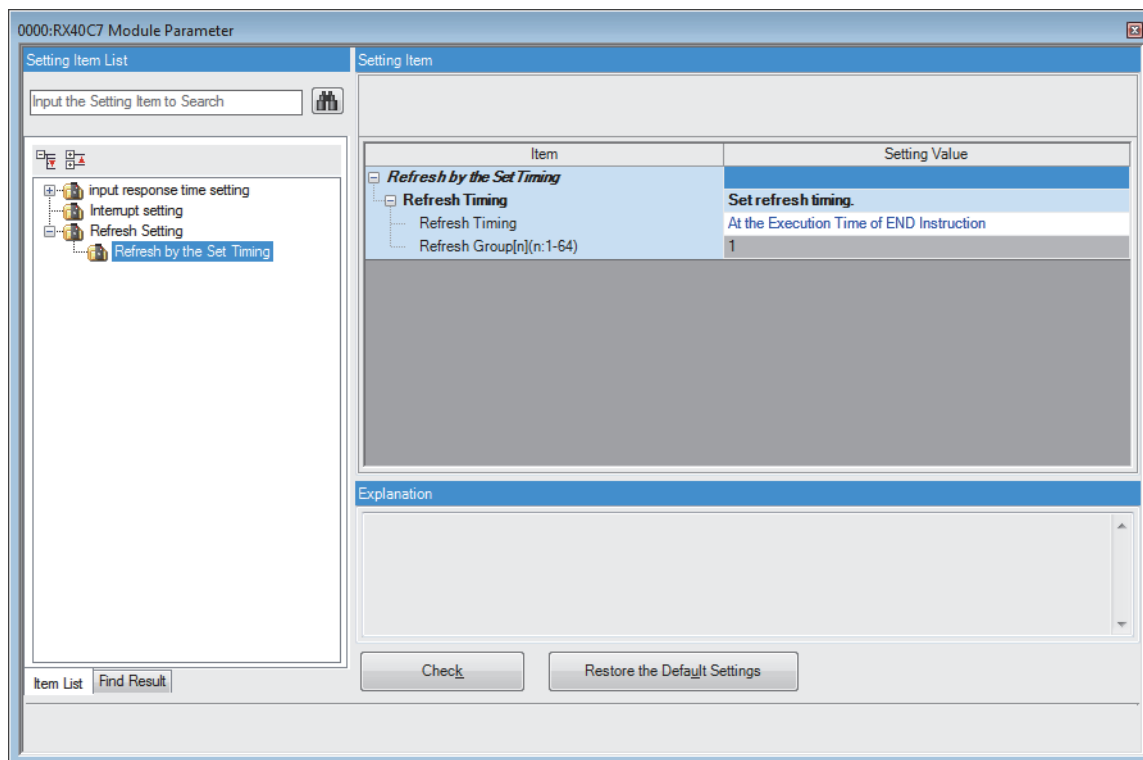 0000:RX40C7 Module Parameter
Setting Item List
Input the Setting Item to Search
input response time setting
Interrupt setting
Refresh Setting
Refresh by the Set Timing
Item List
Find Result
Setting Item
Item Setting Value
Refresh by the Set Timing
Refresh Timing Set refresh timing.
Refresh Timing At the Execution Time of END Instruction
Refresh Group[n](n:1-64) 1
Explanation
Check Restore the Default Settings